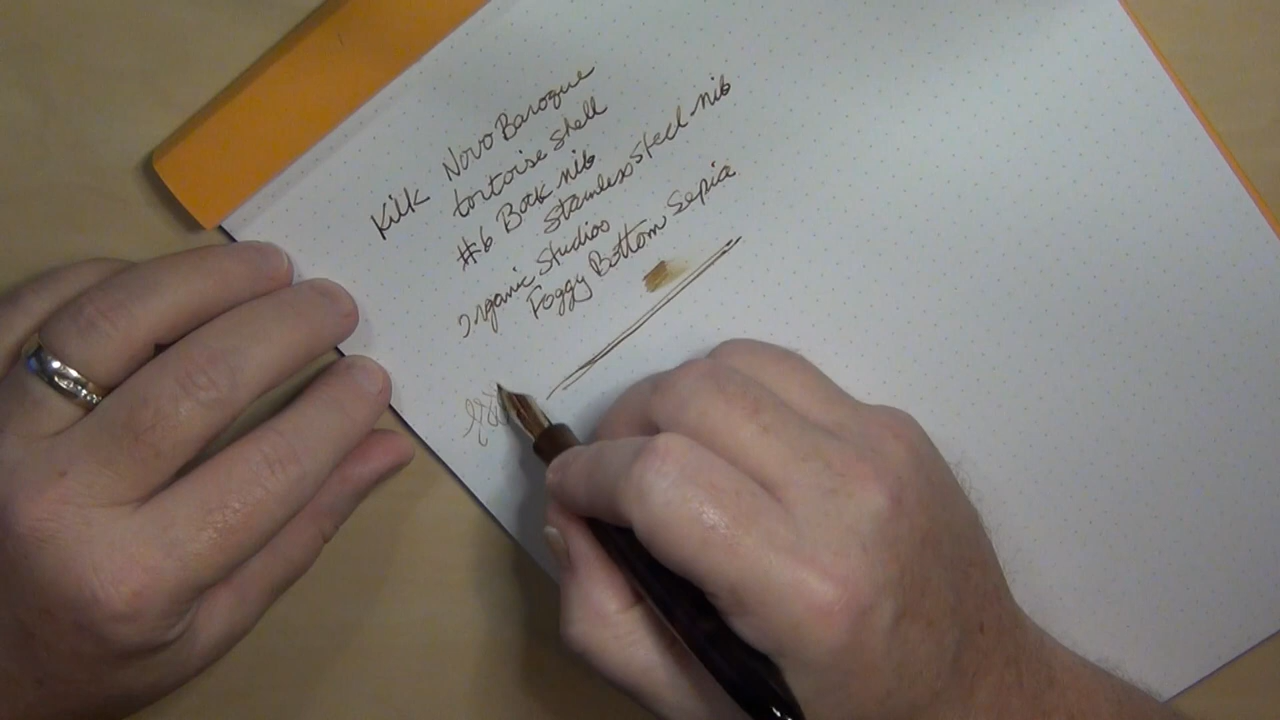 Kilk Novo Baroque
tortoise shell
#6 Bock nib
stainless steel nib
Organic Studios
Foggy Bottom Sepia